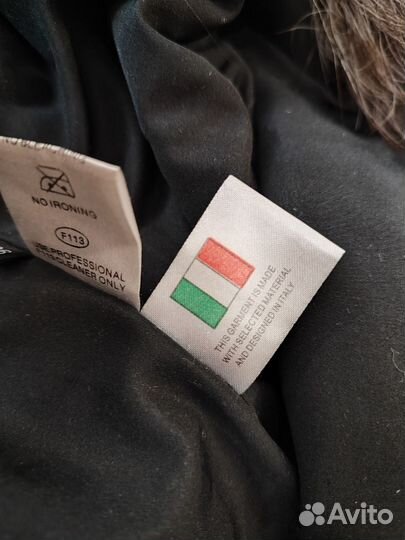 NO IRONING
F113
USE PROFESSIONAL
CLEANER ONLY
THIS GARMENT IS MADE
WITH SELECTED MATERIAL
AND DESIGNED IN ITALY
Avito